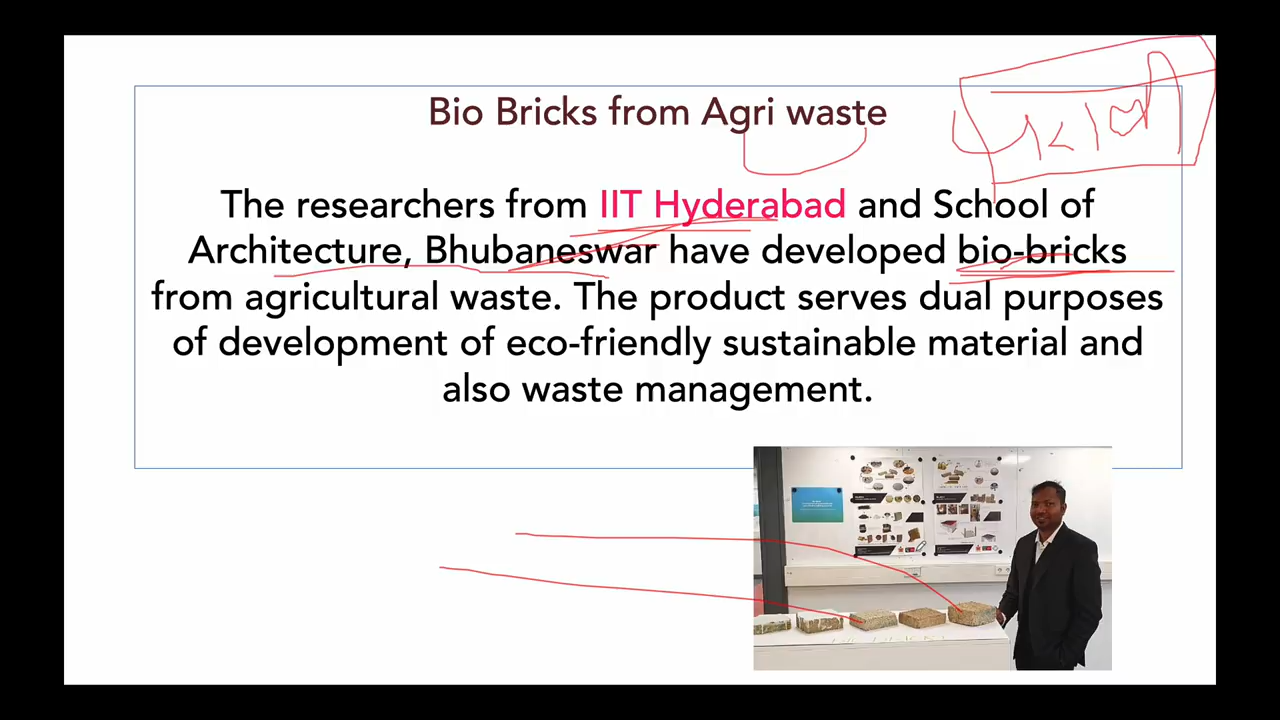 Bio Bricks from Agri waste
The researchers from IIT Hyderabad and School of
Architecture, Bhubaneswar have developed bio-bricks
from agricultural waste. The product serves dual purposes
of development of eco-friendly sustainable material and
also waste management.